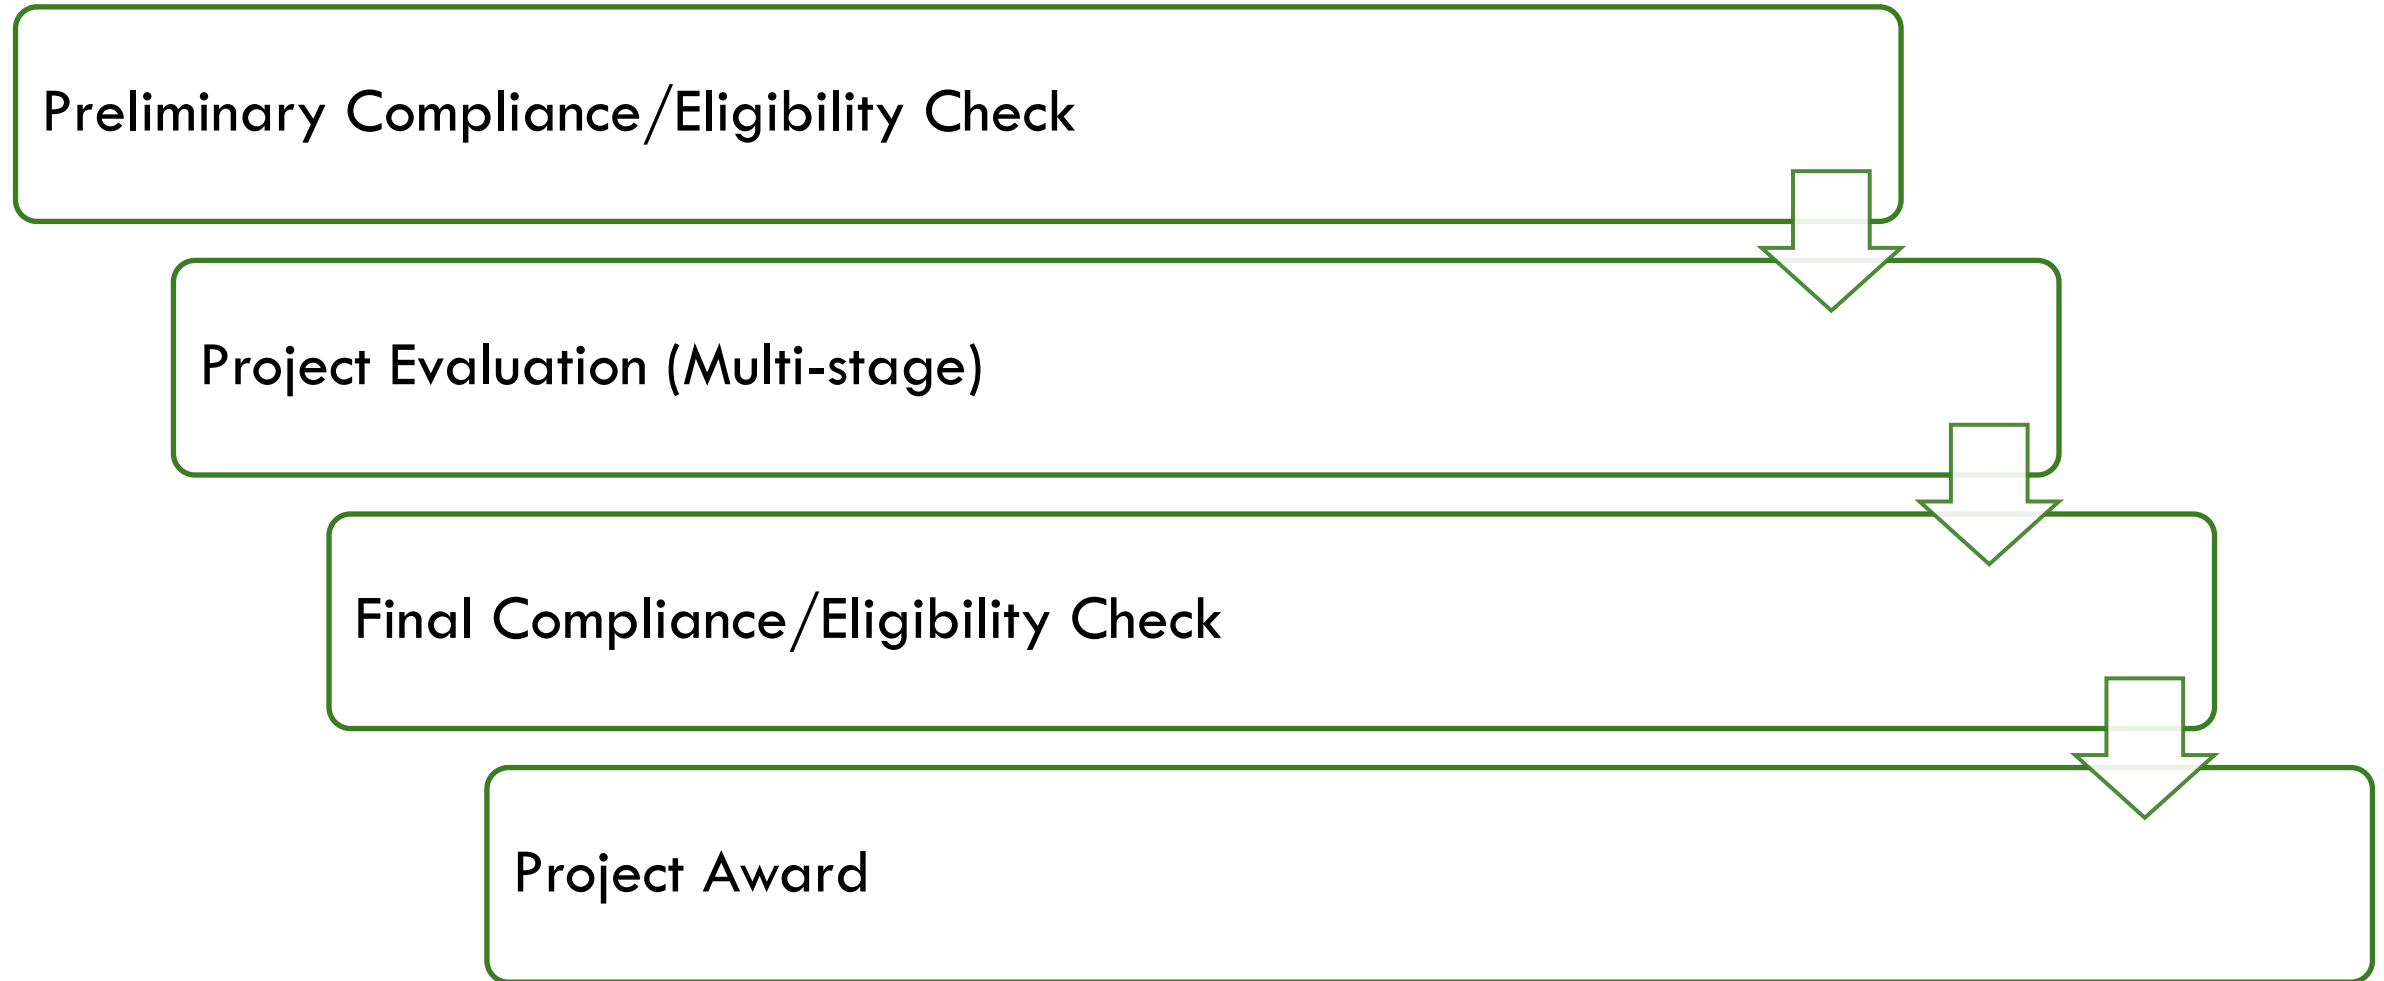 Preliminary Compliance/Eligibility Check
Project Evaluation (Multi-stage)
Final Compliance/Eligibility Check
Project Award